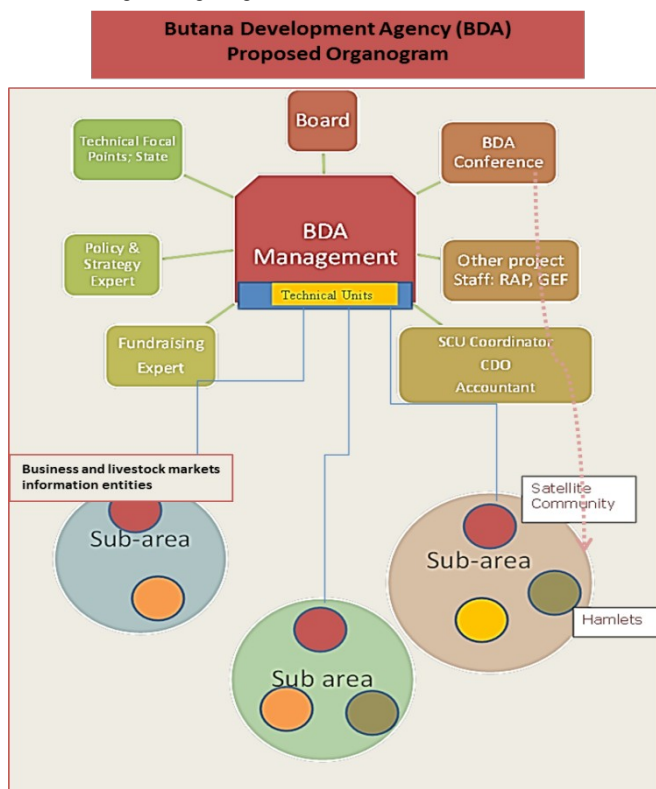 Butana Development Agency (BDA)
Proposed Organogram
Board
Technical Focal
Points; State
BDA
Conference
BDA
Management
Policy &
Strategy
Expert
Other project
Staff: RAP, GEF
Technical Units
Fundraising
Expert
SCU Coordinator
CDO
Accountant
Business and livestock markets
information entities
Satellite
Community
Sub-area
Sub-area
Hamlets
Sub area